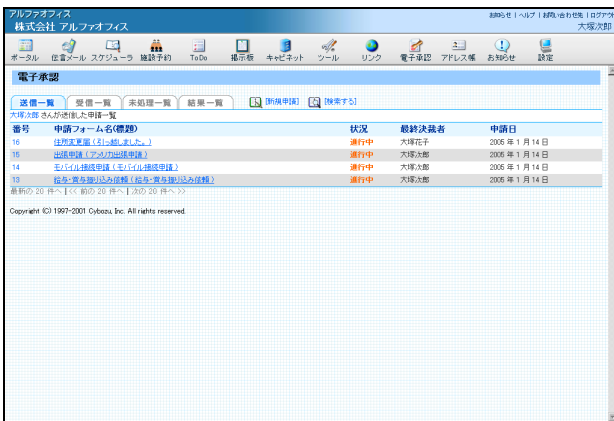 アルファオフィス
お知らせ | ヘルプ | お問い合わせ先 | ログアウト
株式会社 アルファオフィス
大塚次郎
ポータル 伝言メール スケジューラ 施設予約 ToDo 掲示板 キャビネット ツール リンク 電子承認 アドレス帳 お知らせ 設定
電子承認
送信一覧 受信一覧 未処理一覧 結果一覧 [新規申請] [検索する]
大塚次郎 さんが送信した申請一覧
番号 申請フォーム名(標題) 状況 最終決裁者 申請日
16 住所変更届(引っ越しました。) 進行中 大塚花子 2005 年 1 月 14 日
15 出張申請(アメリカ出張申請) 進行中 大塚次郎 2005 年 1 月 14 日
14 モバイル接続申請(モバイル接続申請) 進行中 大塚次郎 2005 年 1 月 14 日
13 給与・賞与振り込み依頼(給与・賞与振り込み依頼) 進行中 大塚次郎 2005 年 1 月 14 日
最新の 20 件へ | << 前の 20 件へ | 次の 20 件へ >>
Copyright (C) 1997-2001 Cybozu, Inc. All rights reserved.